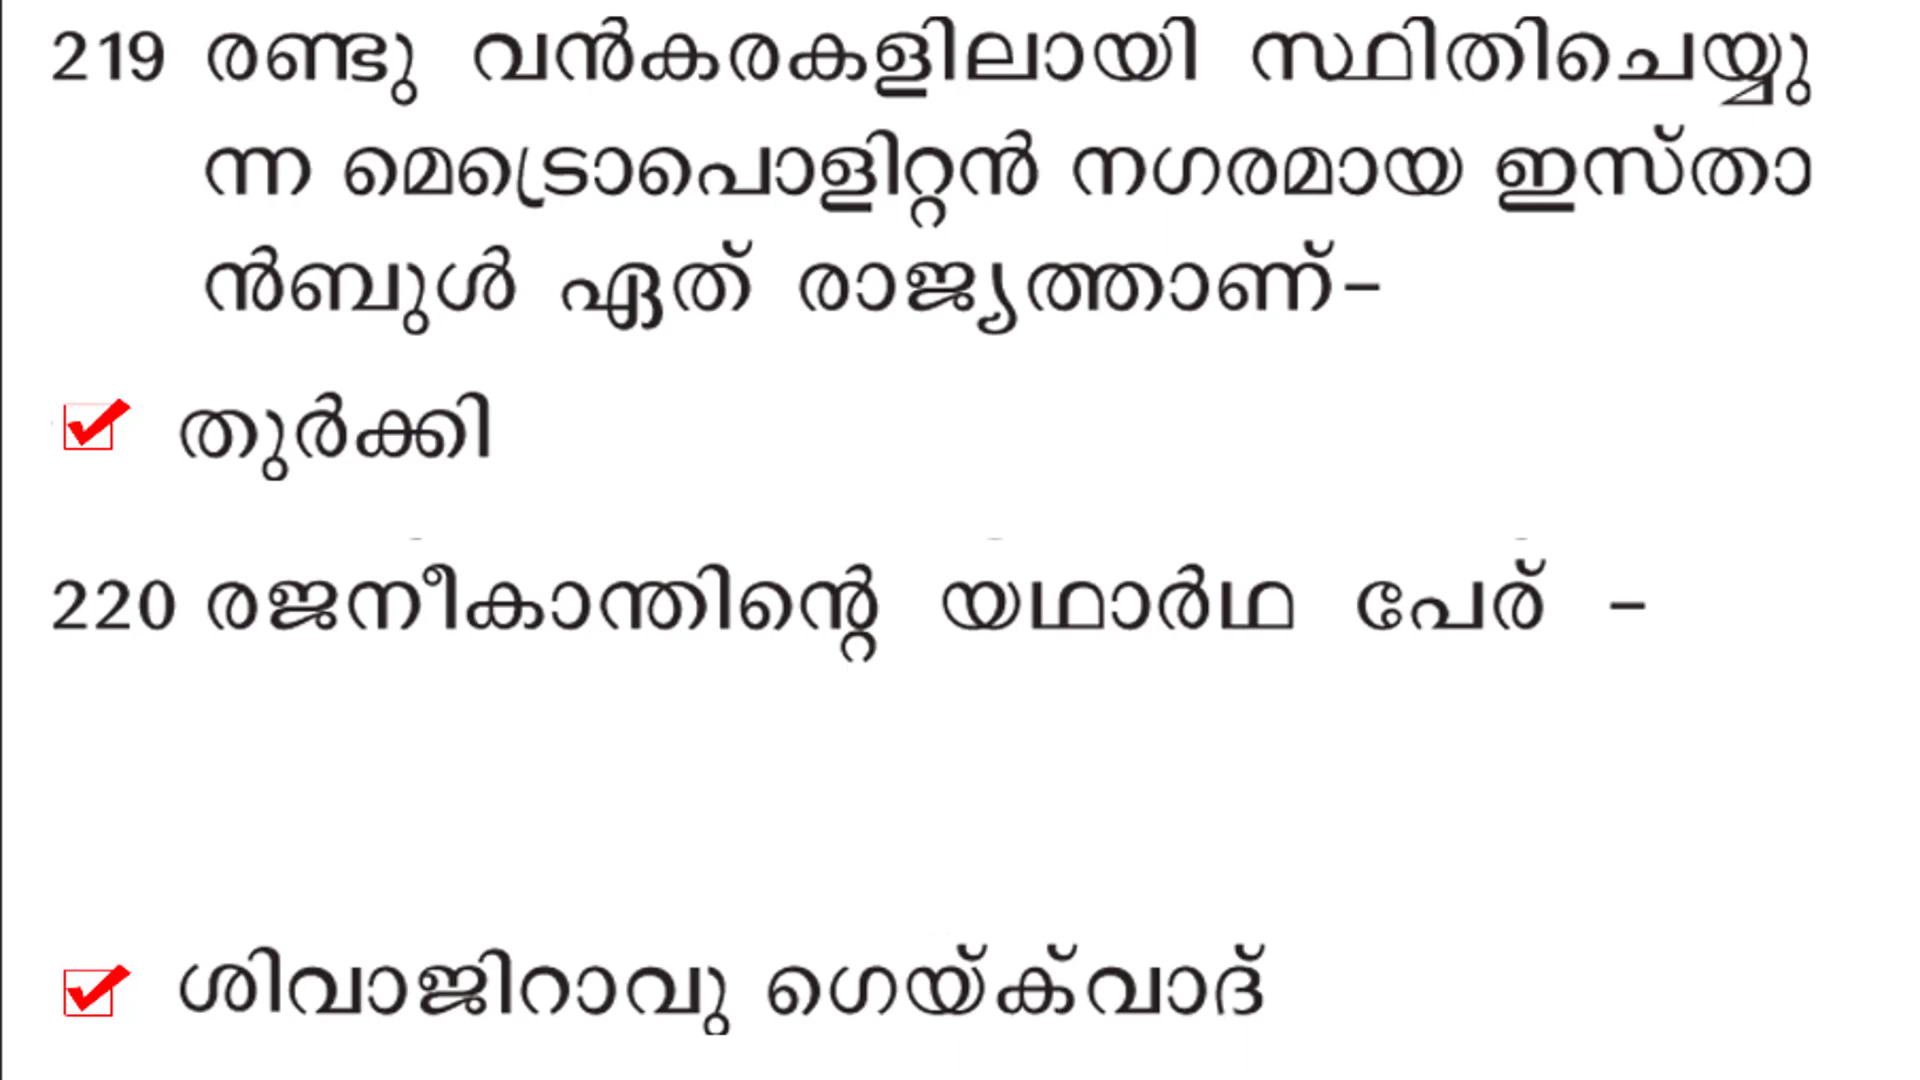 219 രണ്ടു വൻകരകളിലായി സ്ഥിതിചെയ്യു
ന്ന മെട്രൊപൊളിറ്റൻ നഗരമായ ഇസ്താ
ൻബുൾ ഏത് രാജ്യത്താണ്-
തുർക്കി
220 രജനീകാന്തിന്റെ യഥാർഥ പേര് -
ശിവാജിറാവു ഗെയ്ക്‌വാദ്